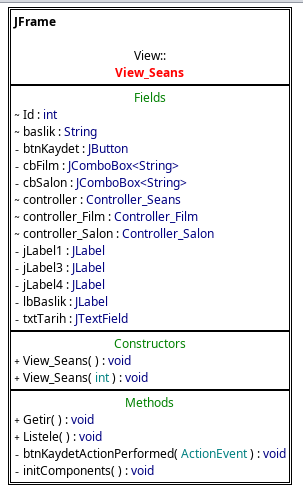 JFrame
View::
View_Seans
Fields
~ Id : int
~ baslik : String
- btnKaydet : JButton
- cbFilm : JComboBox<String>
- cbSalon : JComboBox<String>
~ controller : Controller_Seans
~ controller_Film : Controller_Film
~ controller_Salon : Controller_Salon
- jLabel1 : JLabel
- jLabel3 : JLabel
- jLabel4 : JLabel
- lbBaslik : JLabel
- txtTarih : JTextField
Constructors
+ View_Seans( ) : void
+ View_Seans( int ) : void
Methods
+ Getir( ) : void
+ Listele( ) : void
- btnKaydetActionPerformed( ActionEvent ) : void
- initComponents( ) : void